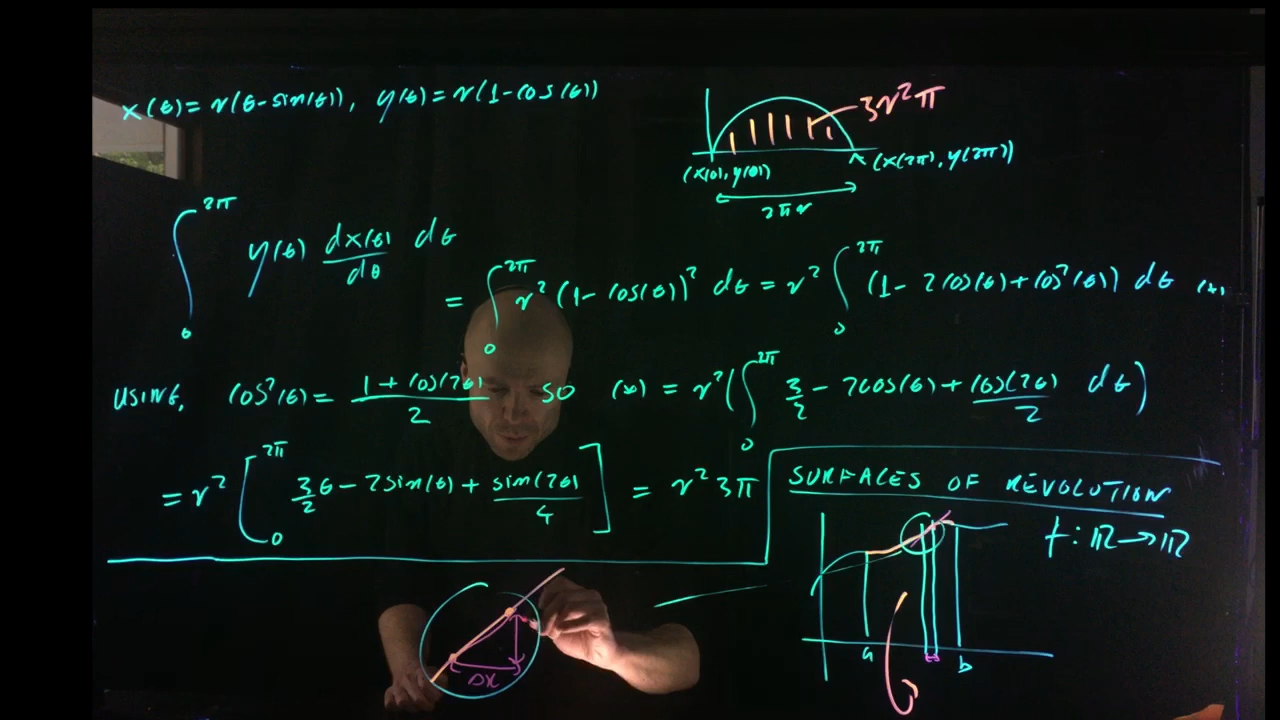 x(θ)=r(θ-sin(θ)), y(θ)=r(1-cos(θ))
3r²π
(x(0), y(0))
(x(2π), y(2π))
2πr
∫₀^{2π} y(θ) dx(θ)/dθ dθ
= ∫₀^{2π} r²(1-cos(θ))² dθ = r² ∫₀^{2π} (1-2cos(θ)+cos²(θ)) dθ (*)
USING, cos²(θ)= (1+cos(2θ))/2 SO (*) = r²(∫₀^{2π} 3/2 - 2cos(θ)+ cos(2θ)/2 dθ)
= r² [₀^{2π} 3/2 θ - 2sin(θ) + sin(2θ)/4 ] = r² 3π
SURFACES OF REVOLUTION
f: ℝ→ℝ
a b
Δx